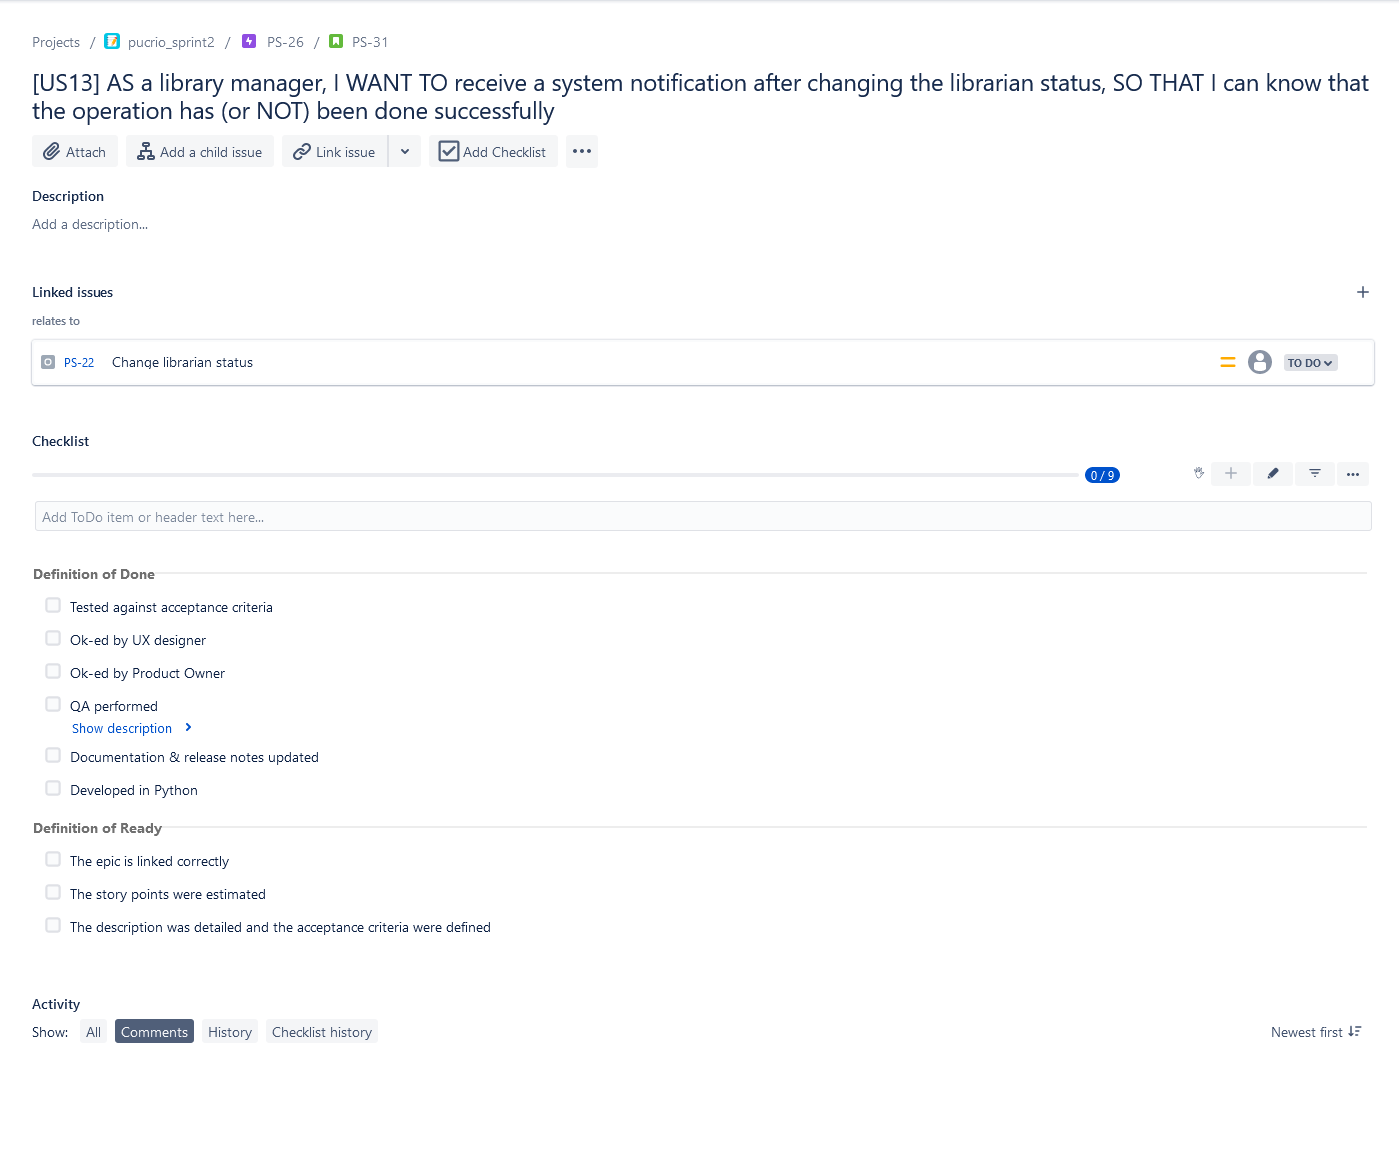 Projects / pucrio_sprint2 / PS-26 / PS-31
[US13] AS a library manager, I WANT TO receive a system notification after changing the librarian status, SO THAT I can know that
the operation has (or NOT) been done successfully
Attach Add a child issue Link issue Add Checklist
Description
Add a description...
Linked issues
relates to
PS-22 Change librarian status TO DO
Checklist
0 / 9
Add ToDo item or header text here...
Definition of Done
Tested against acceptance criteria
Ok-ed by UX designer
Ok-ed by Product Owner
QA performed
Show description
Documentation & release notes updated
Developed in Python
Definition of Ready
The epic is linked correctly
The story points were estimated
The description was detailed and the acceptance criteria were defined
Activity
Show: All Comments History Checklist history Newest first